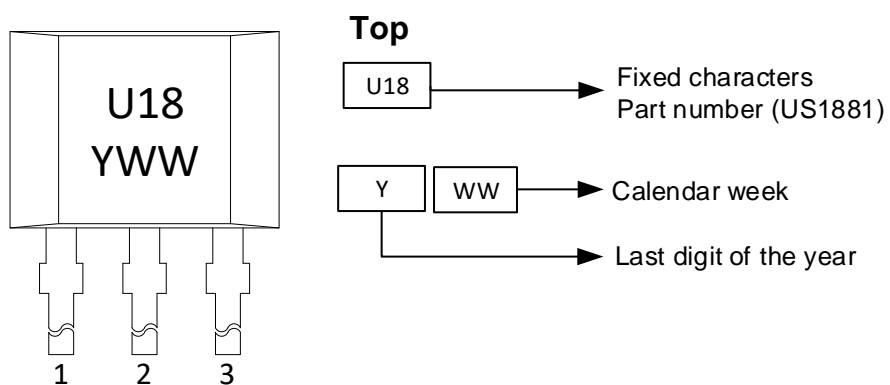 U18
YWW
1 2 3
Top
U18
Fixed characters
Part number (US1881)
Y WW
Calendar week
Last digit of the year